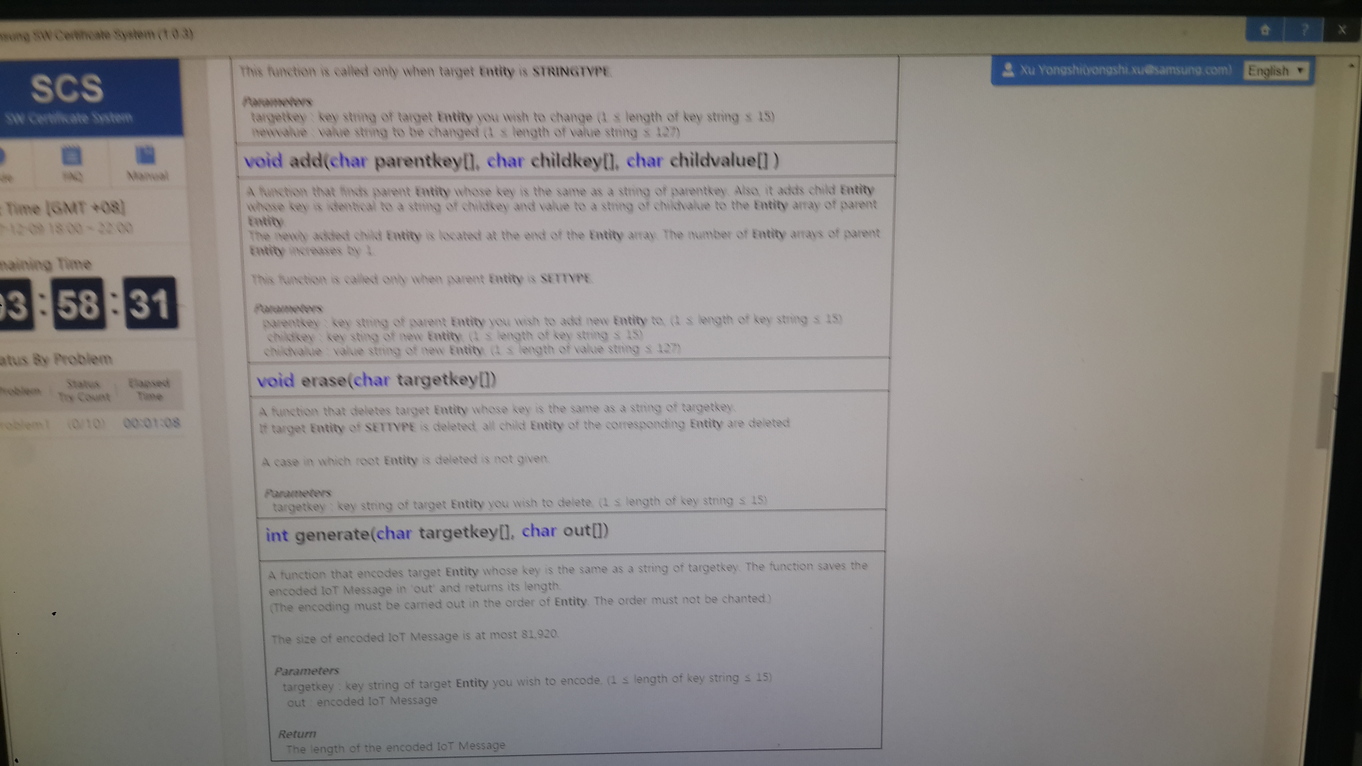 sung SW Certificate System (1.0.3)
SCS
SW Certificate System
FAQ
Manual
Time [GMT +08]
-12-09 18:00 ~ 22:00
maining Time
03 : 58 : 31
atus By Problem
Problem
Status
Try Count
Elapsed
Time
roblem1
(0/10)
00:01:08
Xu Yongshi(yongshi.xu@samsung.com)
English
?
X
This function is called only when target Entity is STRINGTYPE.
Parameters
targetkey : key string of target Entity you wish to change (1 ≤ length of key string ≤ 15)
newvalue : value string to be changed (1 ≤ length of value string ≤ 127)
void add(char parentkey[], char childkey[], char childvalue[] )
A function that finds parent Entity whose key is the same as a string of parentkey. Also, it adds child Entity
whose key is identical to a string of childkey and value to a string of childvalue to the Entity array of parent
Entity.
The newly added child Entity is located at the end of the Entity array. The number of Entity arrays of parent
Entity increases by 1.
This function is called only when parent Entity is SETTYPE.
Parameters
parentkey : key string of parent Entity you wish to add new Entity to, (1 ≤ length of key string ≤ 15)
childkey : key sting of new Entity, (1 ≤ length of key string ≤ 15)
childvalue : value string of new Entity, (1 ≤ length of value string ≤ 127)
void erase(char targetkey[])
A function that deletes target Entity whose key is the same as a string of targetkey.
If target Entity of SETTYPE is deleted, all child Entity of the corresponding Entity are deleted
A case in which root Entity is deleted is not given.
Parameters
targetkey : key string of target Entity you wish to delete, (1 ≤ length of key string ≤ 15)
int generate(char targetkey[], char out[])
A function that encodes target Entity whose key is the same as a string of targetkey. The function saves the
encoded IoT Message in 'out' and returns its length.
(The encoding must be carried out in the order of Entity. The order must not be chanted.)
The size of encoded IoT Message is at most 81,920.
Parameters
targetkey : key string of target Entity you wish to encode, (1 ≤ length of key string ≤ 15)
out : encoded IoT Message
Return
The length of the encoded IoT Message